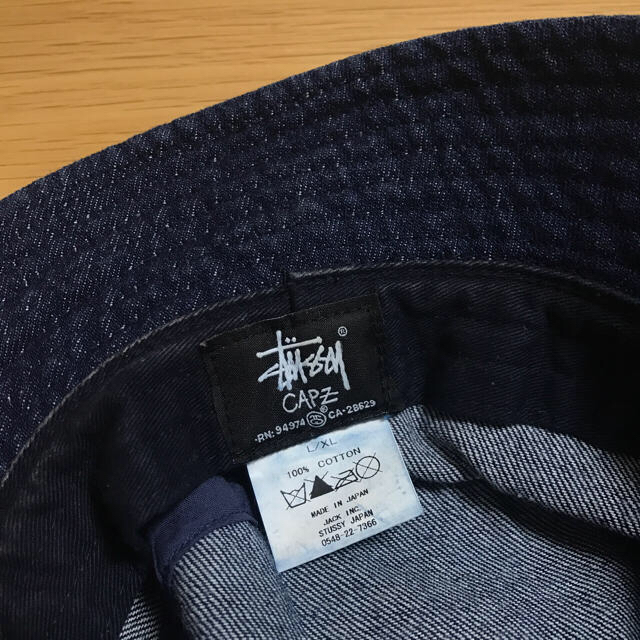 STÜSSY ®
CAPZ
RN:94974 CA-28629
L/XL
100% COTTON
MADE IN JAPAN
JACK INC.
STUSSY JAPAN
0548-22-7366